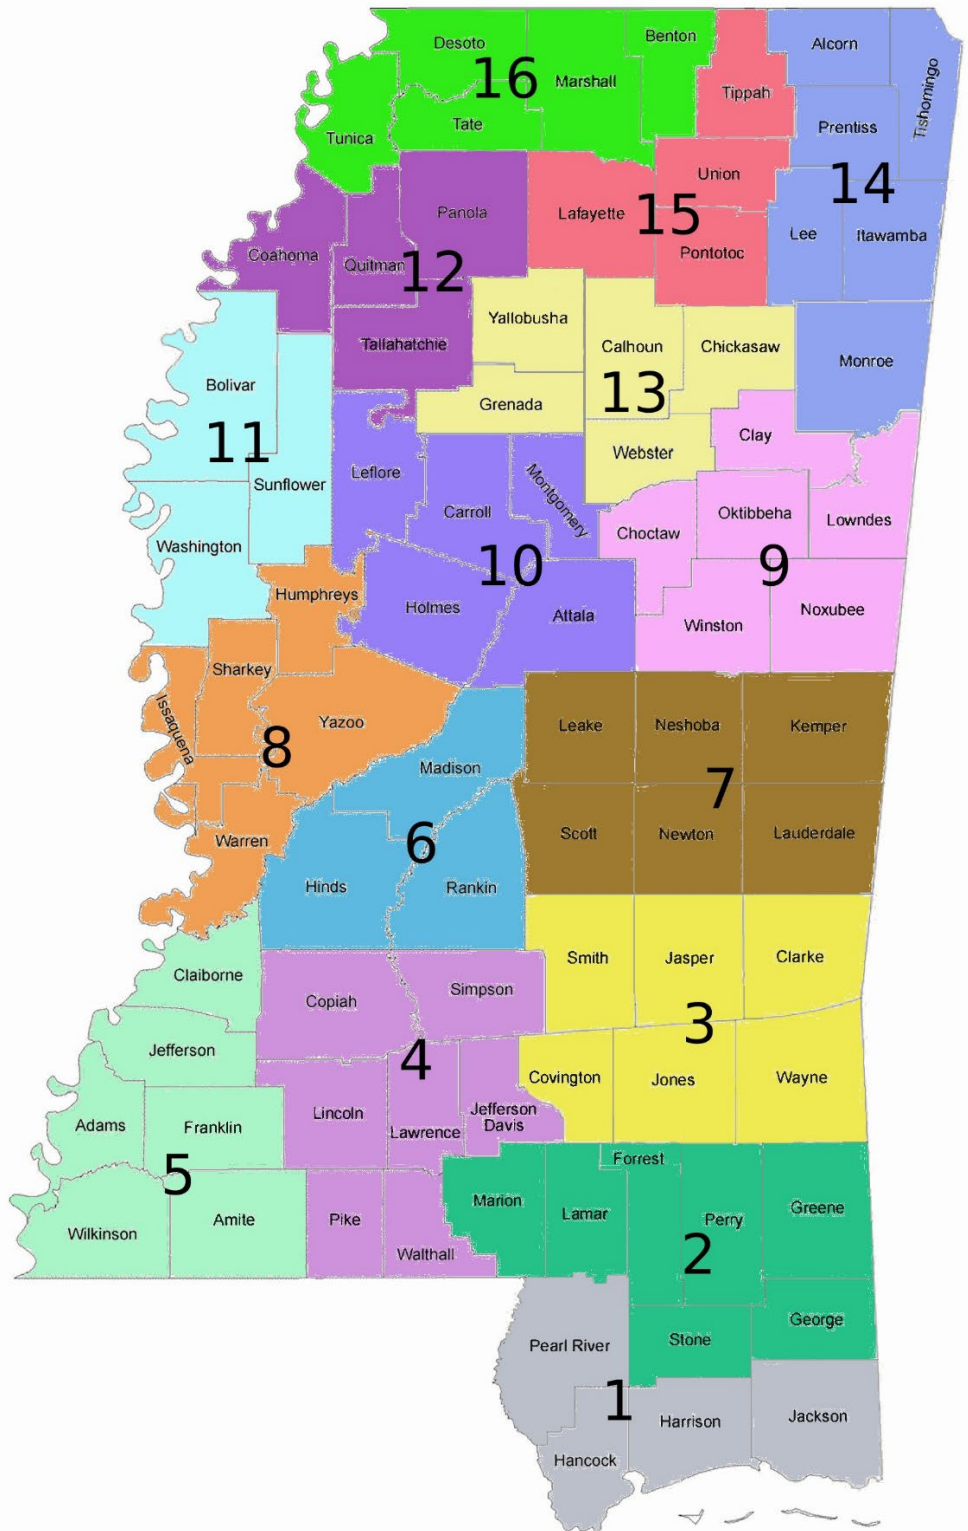 Desoto
Benton
Alcorn
16
Marshall
Tippah
Tishomingo
Tunica
Tate
Prentiss
Union
14
Panola
Lafayette
15
Lee
Itawamba
Coahoma
Quitman
12
Pontotoc
Yallobusha
Tallahatchie
Calhoun
Chickasaw
Monroe
Bolivar
13
Grenada
11
Clay
Webster
Leflore
Sunflower
Montgomery
Carroll
Oktibbeha
Lowndes
Choctaw
Washington
10
9
Humphreys
Holmes
Attala
Noxubee
Winston
Sharkey
Issaquena
Yazoo
Leake
Neshoba
Kemper
8
Madison
7
Warren
6
Scott
Newton
Lauderdale
Hinds
Rankin
Smith
Jasper
Clarke
Claiborne
Copiah
Simpson
3
Jefferson
4
Covington
Jones
Wayne
Adams
Franklin
Lincoln
Lawrence
Jefferson
Davis
5
Forrest
Marion
Lamar
Perry
Greene
Wilkinson
Amite
Pike
Walthall
2
George
Stone
Pearl River
1
Harrison
Jackson
Hancock